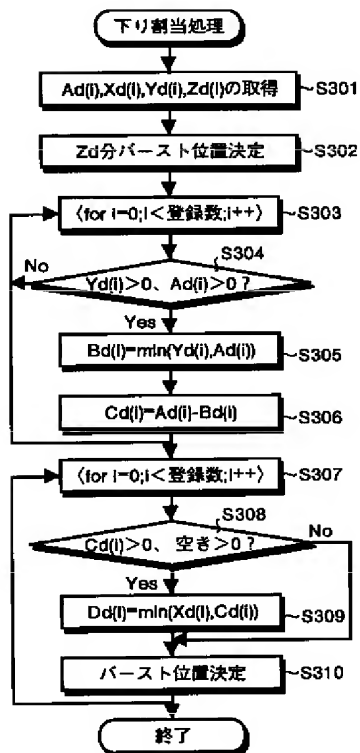 下り割当処理
Ad(i),Xd(i),Yd(i),Zd(i)の取得
S301
Zd分バースト位置決定
S302
〈for i=0;i<登録数;i++〉
S303
S304
No
Yd(i)>0、Ad(i)>0 ?
Yes
Bd(i)=min(Yd(i),Ad(i))
S305
Cd(i)=Ad(i)-Bd(i)
S306
〈for i=0;i<登録数;i++〉
S307
S308
No
Cd(i)>0、空き>0 ?
Yes
Dd(i)=min(Xd(i),Cd(i))
S309
バースト位置決定
S310
終了